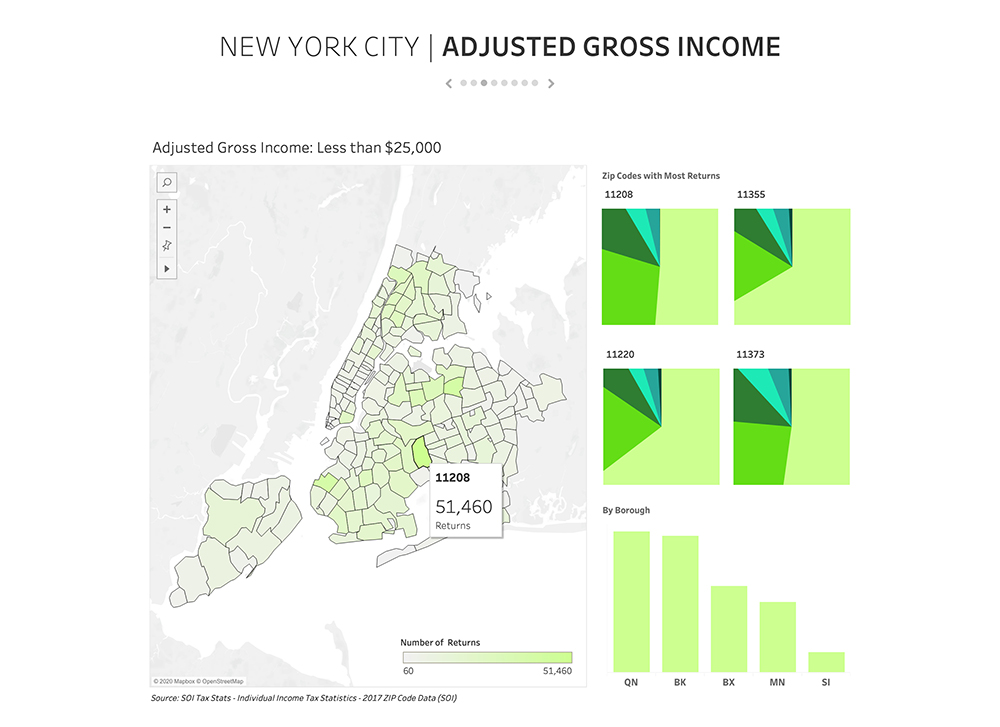 NEW YORK CITY | ADJUSTED GROSS INCOME
Adjusted Gross Income: Less than $25,000
11208
51,460
Returns
Number of Returns
60
51,460
© 2020 Mapbox © OpenStreetMap
Source: SOI Tax Stats - Individual Income Tax Statistics - 2017 ZIP Code Data (SOI)
Zip Codes with Most Returns
11208
11355
11220
11373
By Borough
QN
BK
BX
MN
SI